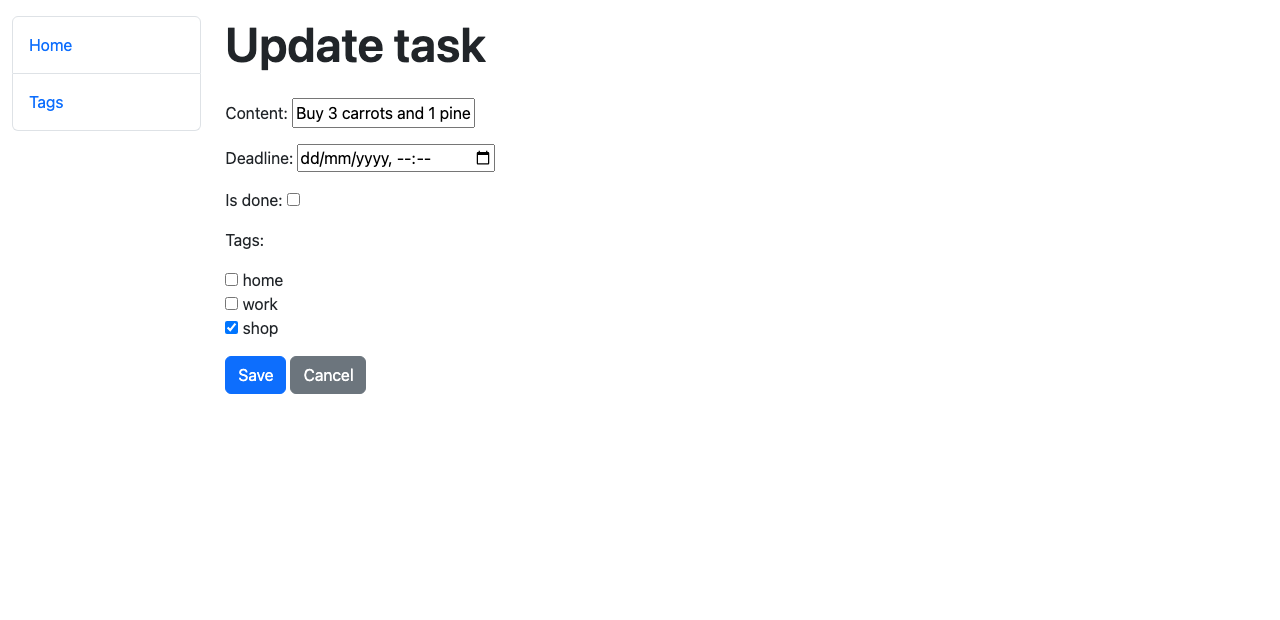 Home
Tags
Update task
Content: Buy 3 carrots and 1 pine
Deadline: dd/mm/yyyy, --:--
Is done:
Tags:
home
work
shop
Save Cancel